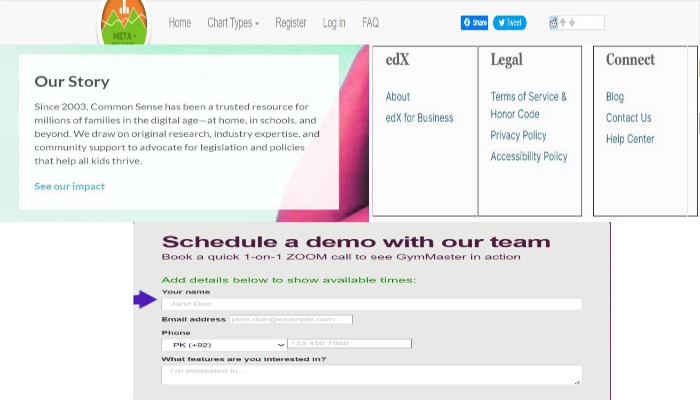 Home Chart Types Register Log in FAQ Share Tweet
META -
Our Story
Since 2003, Common Sense has been a trusted resource for
millions of families in the digital age—at home, in schools, and
beyond. We draw on original research, industry expertise, and
community support to advocate for legislation and policies
that help all kids thrive.
See our impact
edX
About
edX for Business
Legal
Terms of Service &
Honor Code
Privacy Policy
Accessibility Policy
Connect
Blog
Contact Us
Help Center
Schedule a demo with our team
Book a quick 1-on-1 ZOOM call to see GymMaster in action
Add details below to show available times:
Your name
Jane Doe
Email address jane.doe@example.com
Phone
PK (+92) 123 456 7890
What features are you interested in?
I'm interested in...